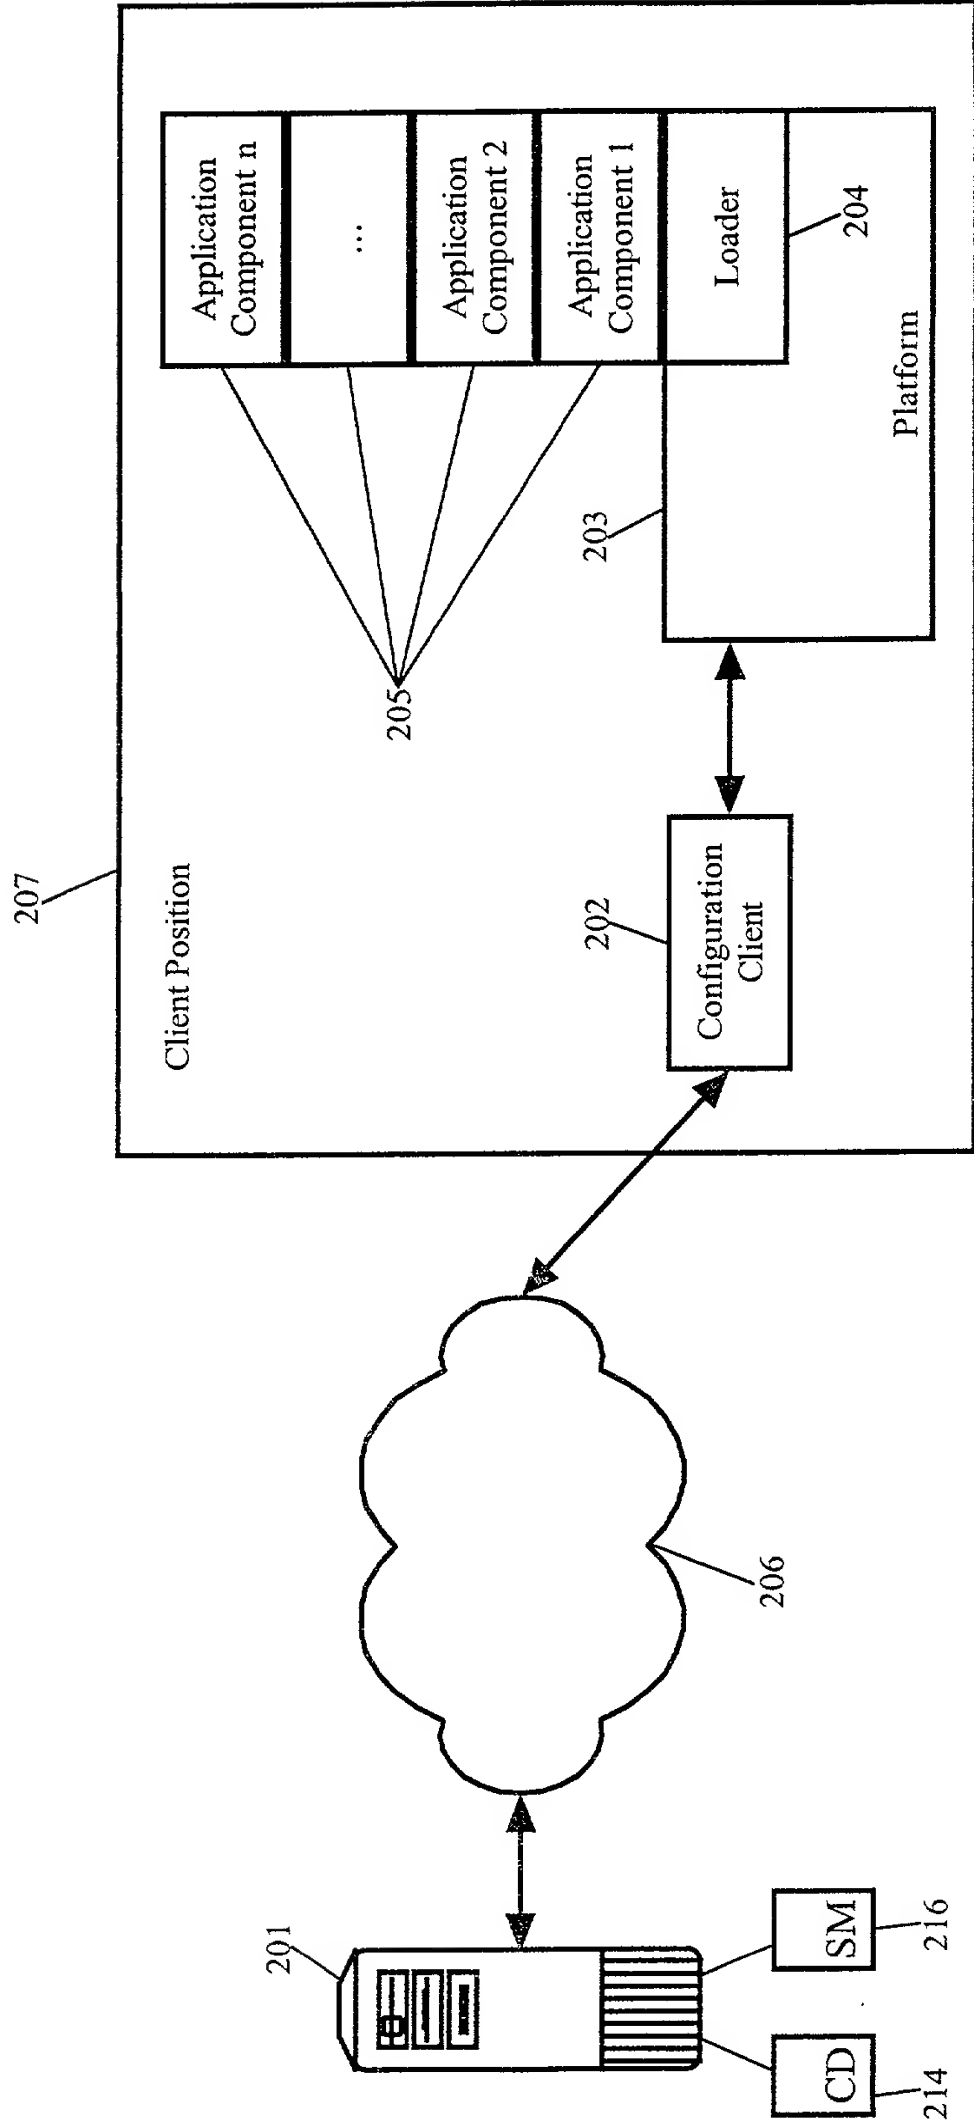 207
Client Position
Application
Component n
...
Application
Component 2
Application
Component 1
Loader
204
Platform
203
205
202
Configuration
Client
206
201
SM
216
CD
214